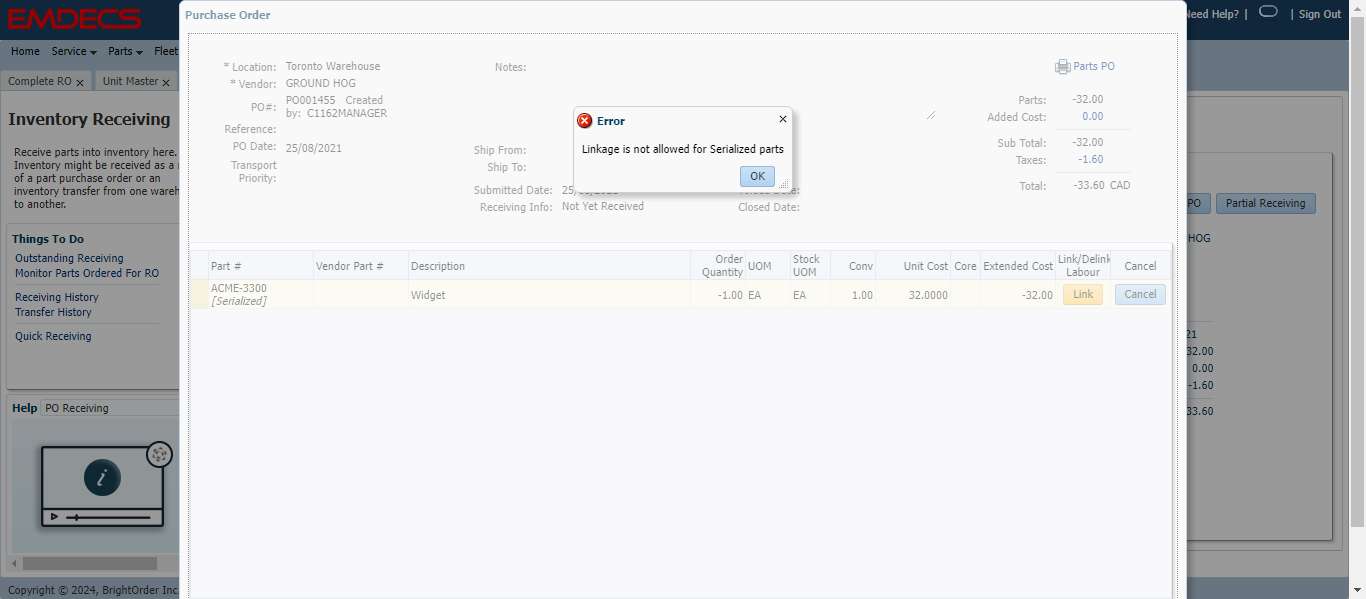 EMDECS
Need Help? | | Sign Out
Home Service Parts Fleet
Complete RO Unit Master
Inventory Receiving
Receive parts into inventory here.
Inventory might be received as a
of a part purchase order or an
inventory transfer from one
to another.
Things To Do
Outstanding Receiving
Monitor Parts Ordered For RO
Receiving History
Transfer History
Quick Receiving
Help PO Receiving
Copyright © 2024, BrightOrder Inc
Purchase Order
* Location: Toronto Warehouse
* Vendor: GROUND HOG
PO#: PO001455 Created
by: C1162MANAGER
Reference:
PO Date: 25/08/2021
Transport
Priority:
Notes:
Ship From:
Ship To:
Submitted Date:
Receiving Info: Not Yet Received
Closed Date:
Parts PO
Parts: -32.00
Added Cost: 0.00
Sub Total: -32.00
Taxes: -1.60
Total: -33.60 CAD
Error
Linkage is not allowed for Serialized parts
OK
Part # Vendor Part # Description Order Quantity UOM Stock UOM Conv Unit Cost Core Extended Cost Link/Delink Labour Cancel
ACME-3300 Widget -1.00 EA EA 1.00 32.0000 -32.00 Link Cancel
[Serialized]
PO Partial Receiving
HOG
21
32.00
0.00
-1.60
33.60